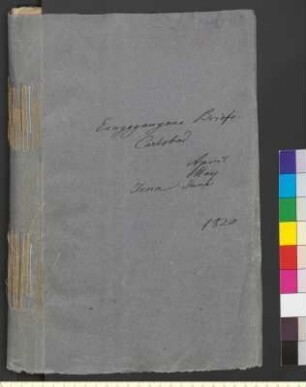 Eingegangene Briefe
Carlsbad
April
May
Jena Juni
1820